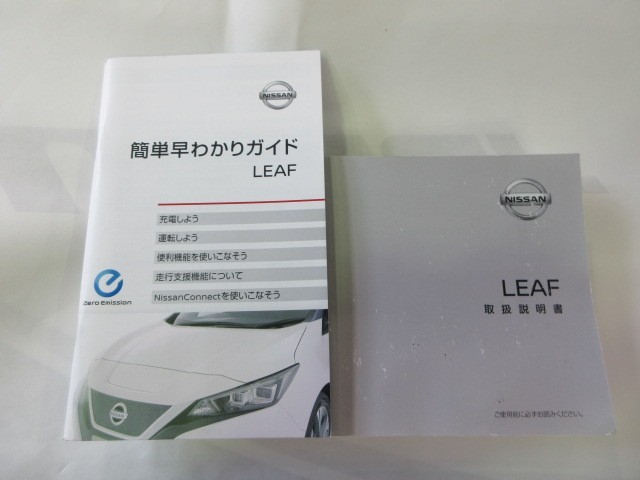 NISSAN
簡単早わかりガイド
LEAF
充電しよう
運転しよう
便利機能を使いこなそう
走行支援機能について
NissanConnectを使いこなそう
Zero Emission
NISSAN
NISSAN
LEAF
取扱説明書
ご使用前に必ずお読みください。